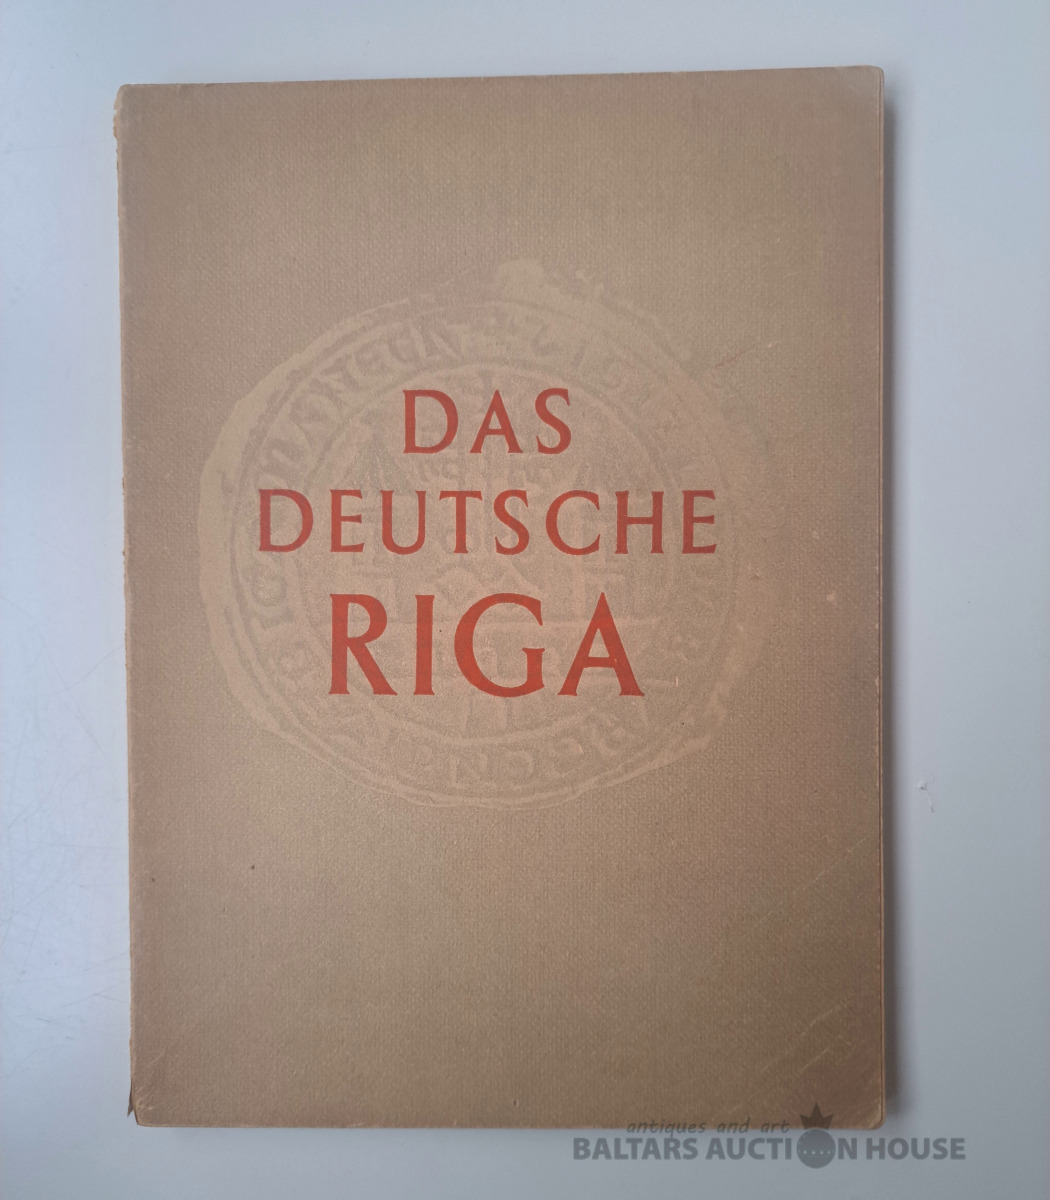 DAS
DEUTSCHE
RIGA
antiques and art
BALTARS AUCTION HOUSE